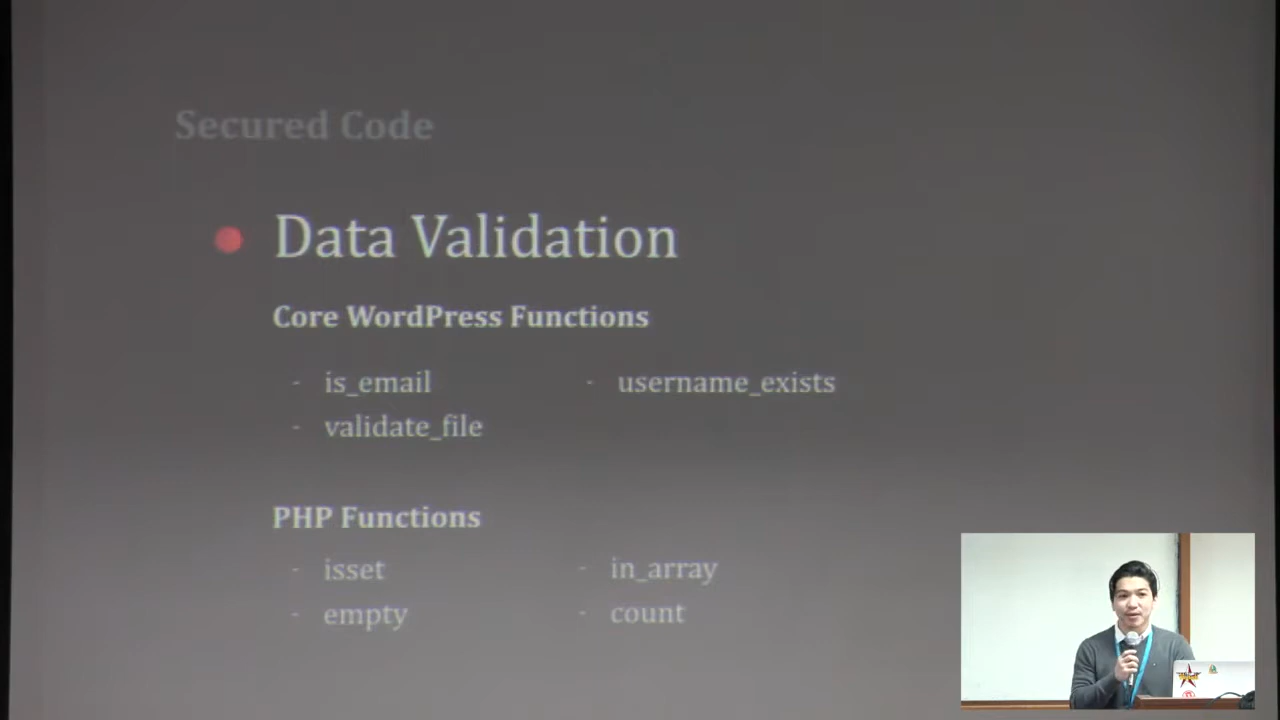 Secured Code
Data Validation
Core WordPress Functions
- is_email
- username_exists
- validate_file
PHP Functions
- isset
- in_array
- empty
- count